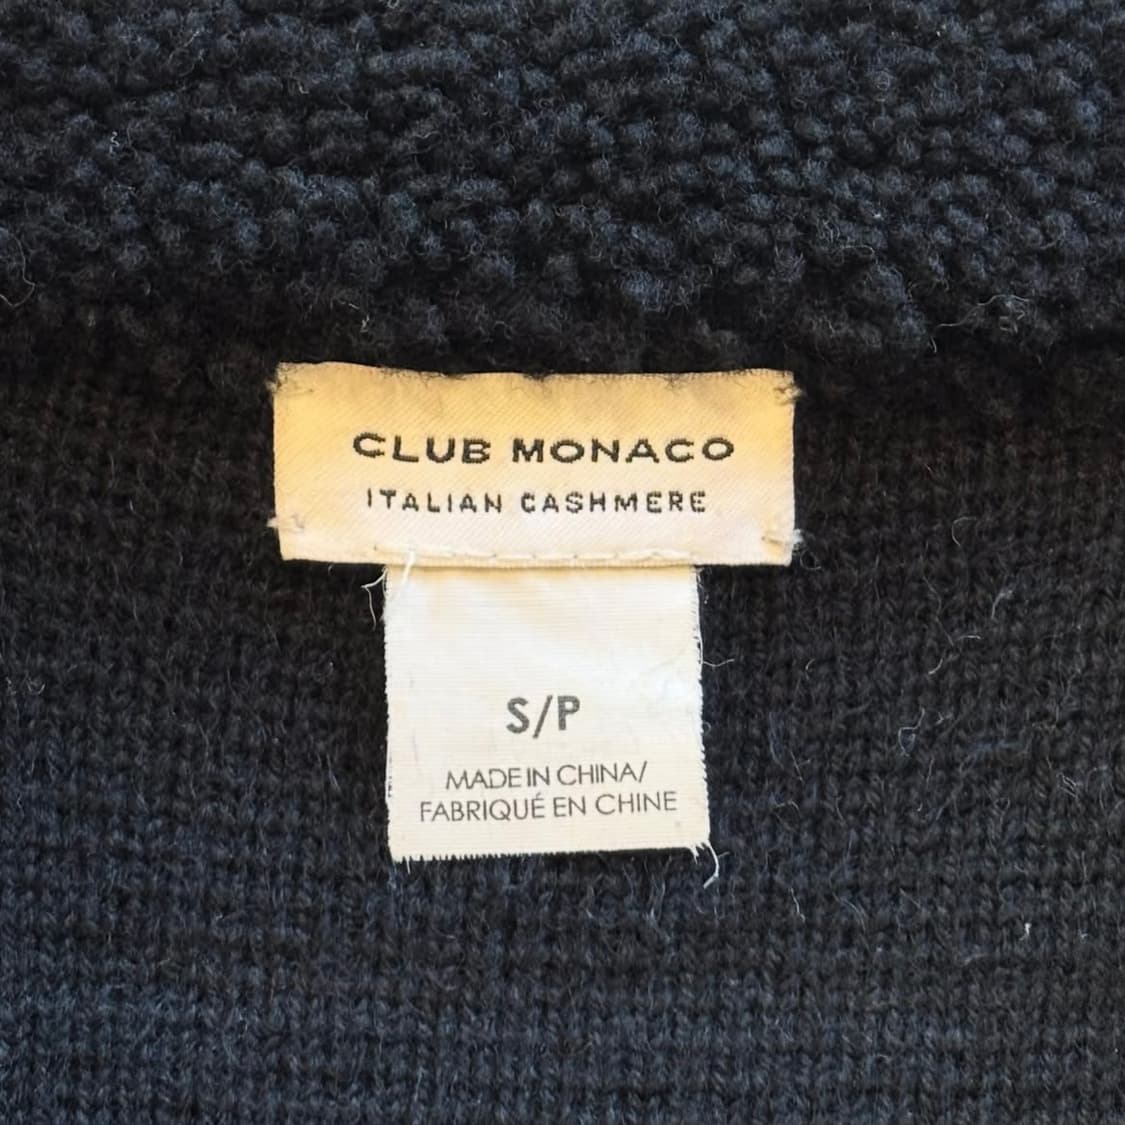 CLUB MONACO
ITALIAN CASHMERE
S/P
MADE IN CHINA/
FABRIQUÉ EN CHINE